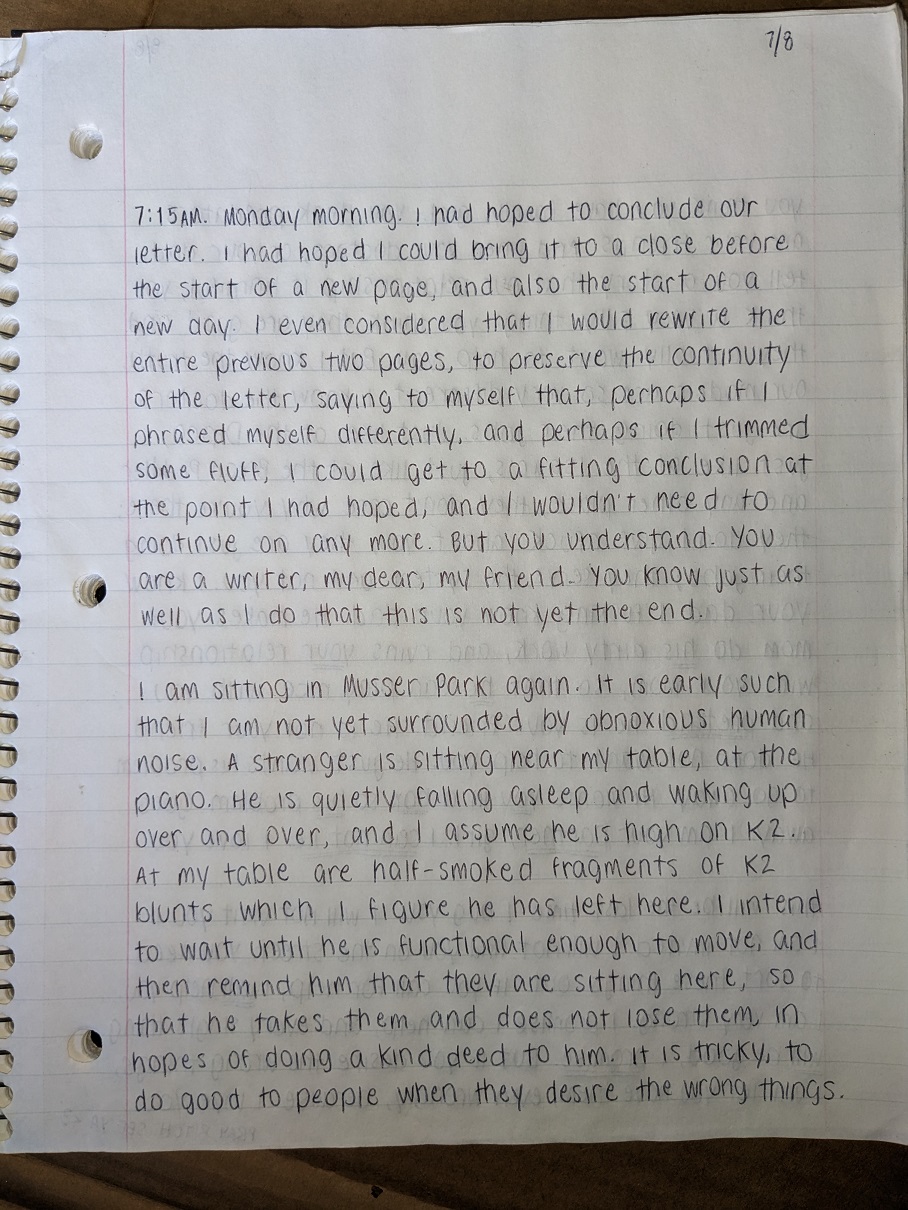 7/8
7:15AM. Monday morning. I had hoped to conclude our
letter. I had hoped I could bring it to a close before
the start of a new page, and also the start of a
new day. I even considered that I would rewrite the
entire previous two pages, to preserve the continuity
of the letter, saying to myself that, perhaps if I
phrased myself differently, and perhaps if I trimmed
some fluff, I could get to a fitting conclusion at
the point I had hoped, and I wouldn't need to
continue on any more. But you understand. You
are a writer, my dear, my friend. You know just as
well as I do that this is not yet the end.
I am sitting in Musser Park again. It is early such
that I am not yet surrounded by obnoxious human
noise. A stranger is sitting near my table, at the
piano. He is quietly falling asleep and waking up
over and over, and I assume he is high on K2.
At my table are half-smoked fragments of K2
blunts which I figure he has left here. I intend
to wait until he is functional enough to move, and
then remind him that they are sitting here, so
that he takes them and does not lose them, in
hopes of doing a kind deed to him. It is tricky, to
do good to people when they desire the wrong things.